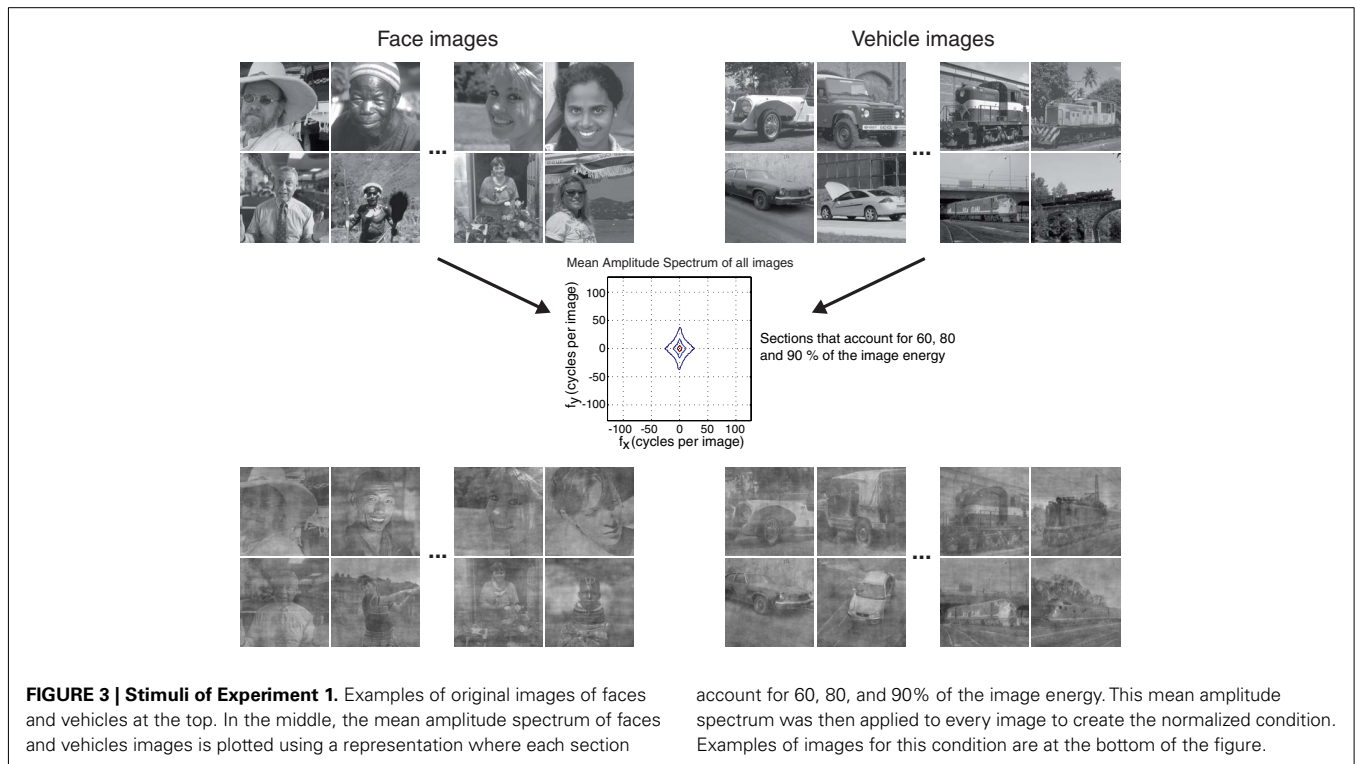 Face images
Vehicle images
...
...
Mean Amplitude Spectrum of all images
100
50
0
-50
-100
fy (cycles per image)
-100 -50 0 50 100
fx (cycles per image)
Sections that account for 60, 80
and 90 % of the image energy
...
...
FIGURE 3 | Stimuli of Experiment 1. Examples of original images of faces
and vehicles at the top. In the middle, the mean amplitude spectrum of faces
and vehicles images is plotted using a representation where each section
account for 60, 80, and 90% of the image energy. This mean amplitude
spectrum was then applied to every image to create the normalized condition.
Examples of images for this condition are at the bottom of the figure.